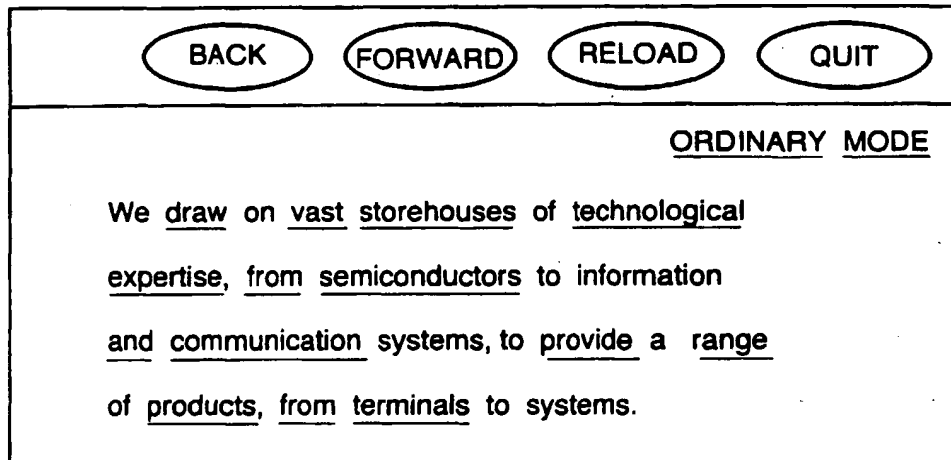 BACK FORWARD RELOAD QUIT
ORDINARY MODE
We draw on vast storehouses of technological
expertise, from semiconductors to information
and communication systems, to provide a range
of products, from terminals to systems.